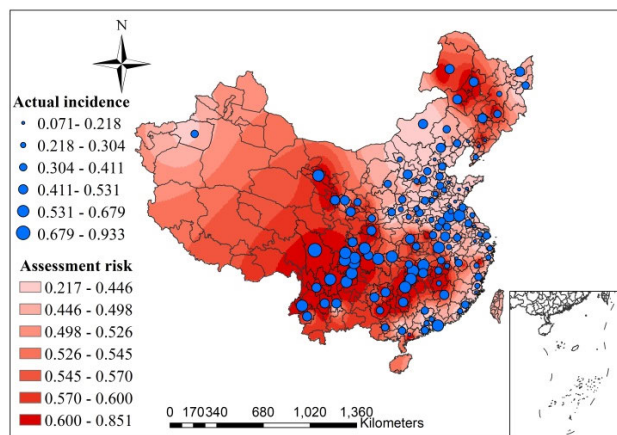 N
Actual incidence
0.071- 0.218
0.218 - 0.304
0.304 - 0.411
0.411- 0.531
0.531 - 0.679
0.679 - 0.933
Assessment risk
0.217 - 0.446
0.446 - 0.498
0.498 - 0.526
0.526 - 0.545
0.545 - 0.570
0.570 - 0.600
0.600 - 0.851
0 170 340 680 1,020 1,360
Kilometers